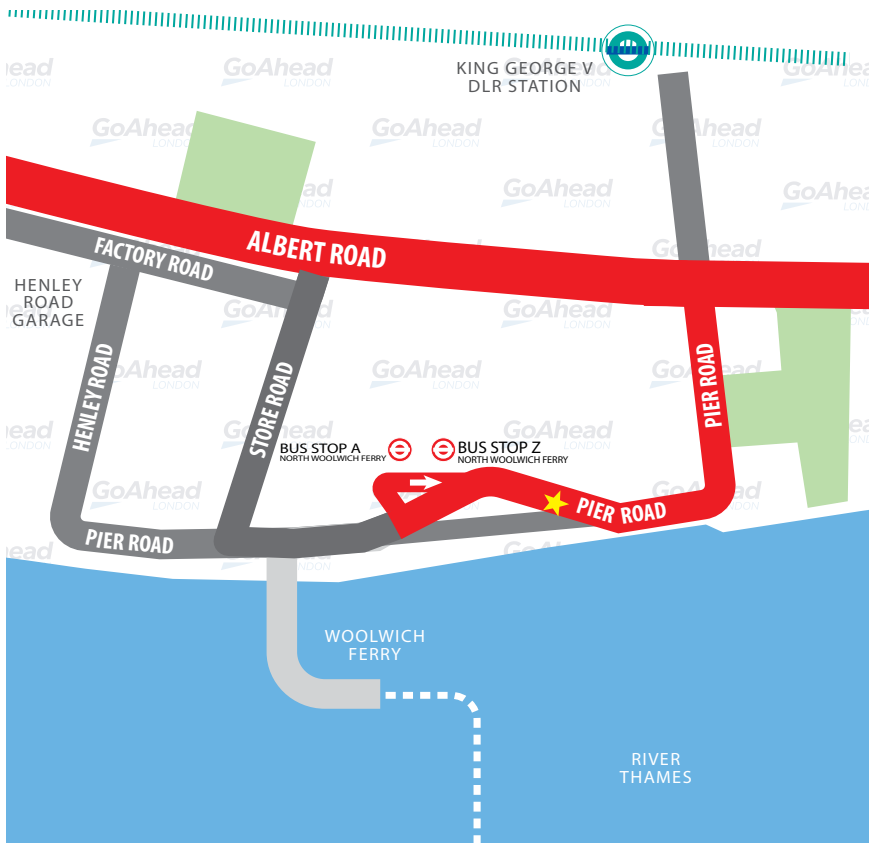 KING GEORGE V
DLR STATION
ALBERT ROAD
FACTORY ROAD
HENLEY
ROAD
GARAGE
HENLEY ROAD
STORE ROAD
PIER ROAD
BUS STOP A
NORTH WOOLWICH FERRY
BUS STOP Z
NORTH WOOLWICH FERRY
PIER ROAD
PIER ROAD
WOOLWICH
FERRY
RIVER
THAMES
GoAhead
LONDON